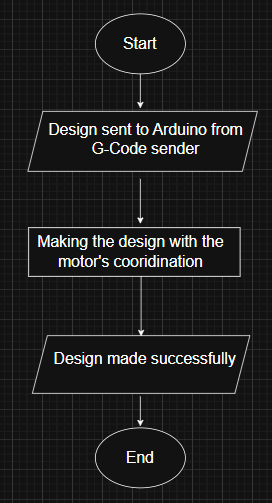 Start
Design sent to Arduino from
G-Code sender
Making the design with the
motor's cooridination
Design made successfully
End